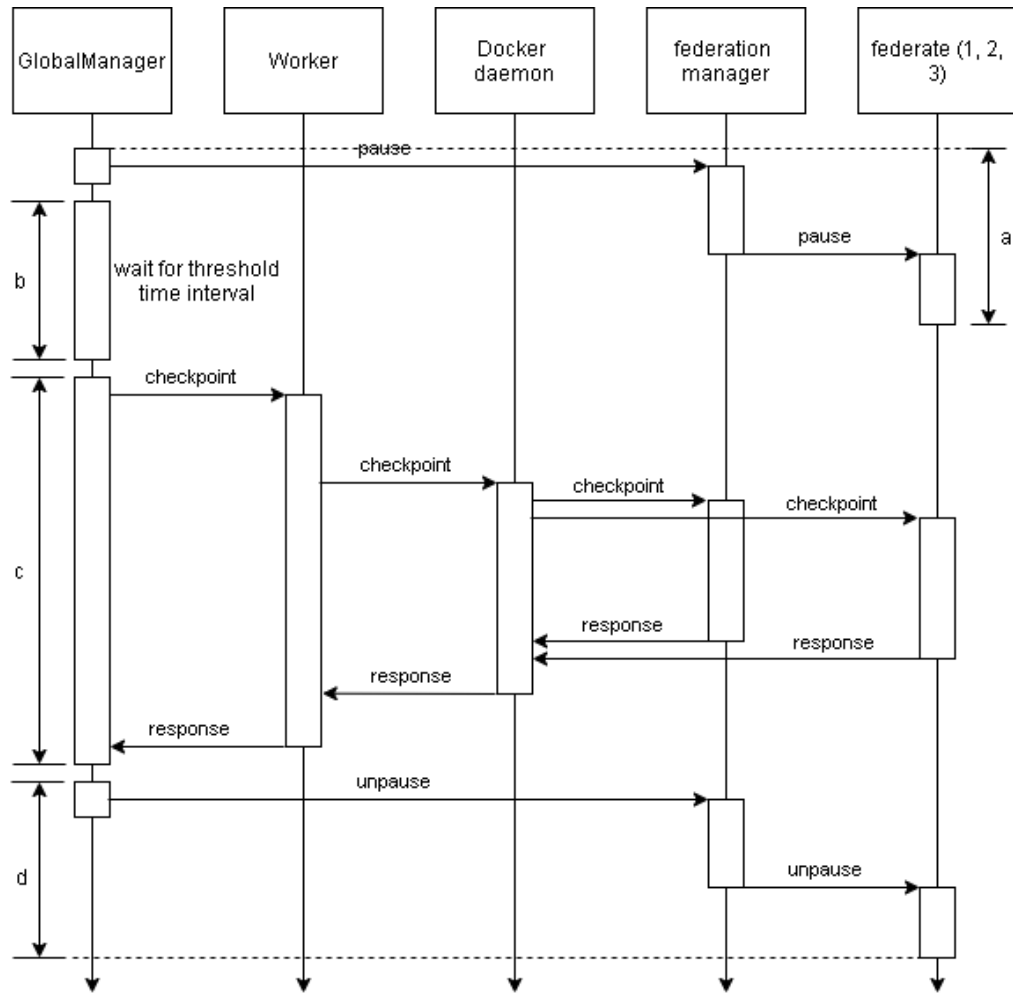 GlobalManager
Worker
Docker
daemon
federation
manager
federate (1, 2,
3)
pause
pause
a
b
wait for threshold
time interval
checkpoint
checkpoint
checkpoint
checkpoint
c
response
response
response
response
unpause
d
unpause